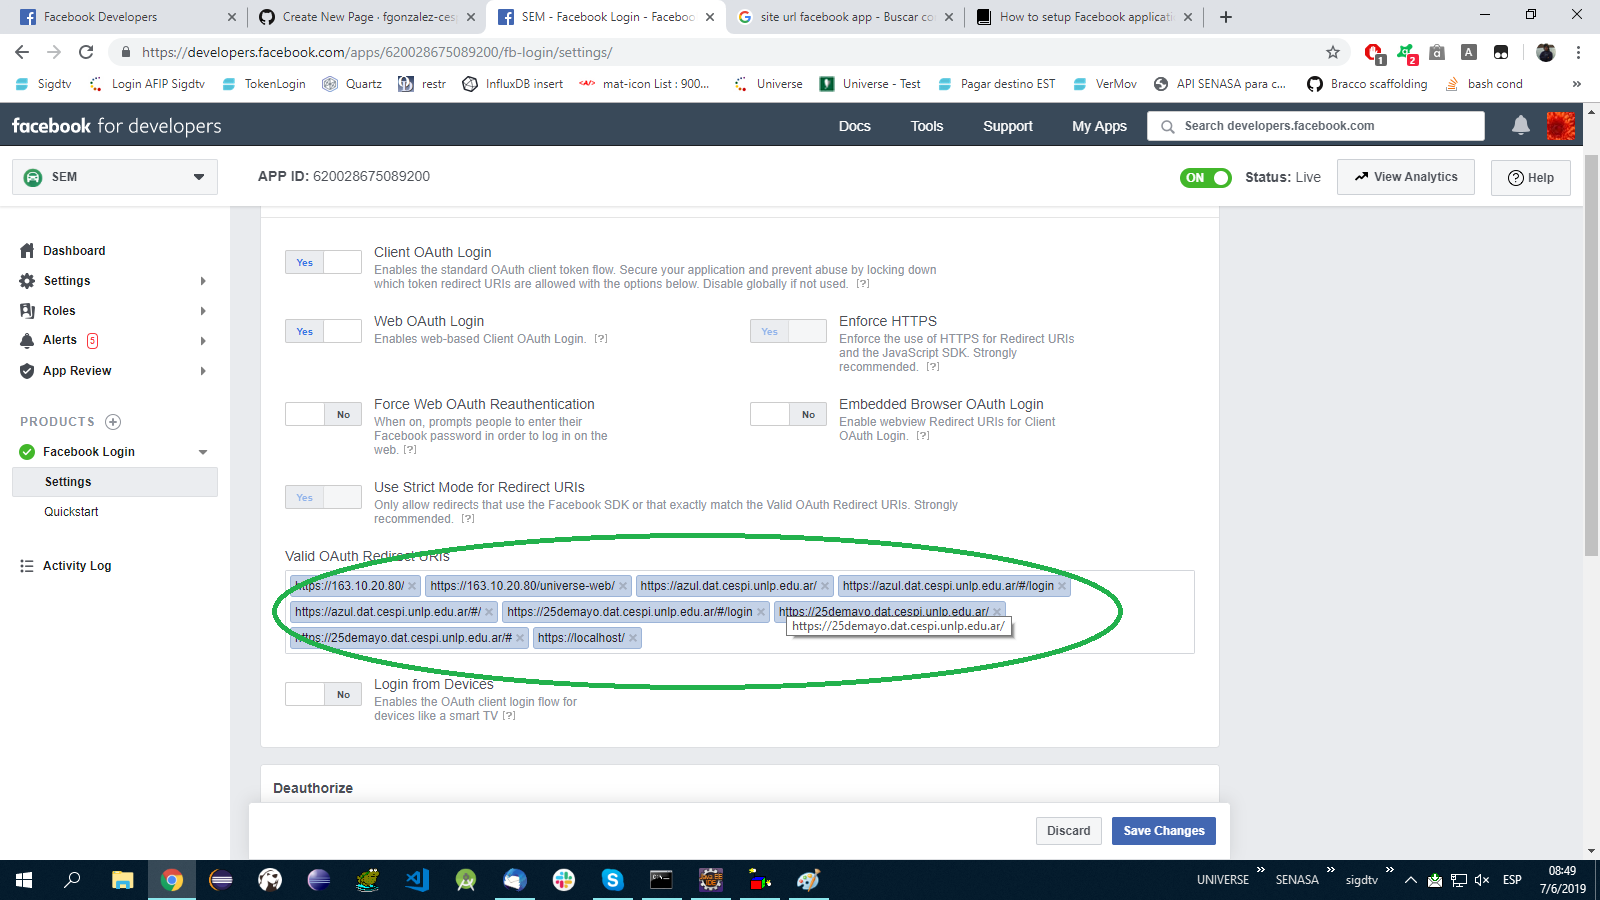 Facebook Developers
Create New Page · fgonzalez-ces
SEM - Facebook Login - Faceboo
site url facebook app - Buscar co
How to setup Facebook applicati
https://developers.facebook.com/apps/620028675089200/fb-login/settings/
1
2
Sigdtv
Login AFIP Sigdtv
TokenLogin
Quartz
restr
InfluxDB insert
mat-icon List : 900...
Universe
Universe - Test
Pagar destino EST
VerMov
API SENASA para c...
Bracco scaffolding
bash cond
»
facebook for developers
Docs
Tools
Support
My Apps
Search developers.facebook.com
SEM
APP ID: 620028675089200
ON
Status: Live
View Analytics
Help
Dashboard
Settings
Roles
Alerts 5
App Review
PRODUCTS
Facebook Login
Settings
Quickstart
Activity Log
Yes
Client OAuth Login
Enables the standard OAuth client token flow. Secure your application and prevent abuse by locking down
which token redirect URIs are allowed with the options below. Disable globally if not used. [?]
Yes
Web OAuth Login
Enables web-based Client OAuth Login. [?]
Yes
Enforce HTTPS
Enforce the use of HTTPS for Redirect URIs
and the JavaScript SDK. Strongly
recommended. [?]
No
Force Web OAuth Reauthentication
When on, prompts people to enter their
Facebook password in order to log in on the
web. [?]
No
Embedded Browser OAuth Login
Enable webview Redirect URIs for Client
OAuth Login. [?]
Yes
Use Strict Mode for Redirect URIs
Only allow redirects that use the Facebook SDK or that exactly match the Valid OAuth Redirect URIs. Strongly
recommended. [?]
Valid OAuth Redirect URIs
https://163.10.20.80/
https://163.10.20.80/universe-web/
https://azul.dat.cespi.unlp.edu.ar/
https://azul.dat.cespi.unlp.edu.ar/#/login
https://azul.dat.cespi.unlp.edu.ar/#/
https://25demayo.dat.cespi.unlp.edu.ar/#/login
https://25demayo.dat.cespi.unlp.edu.ar/
https://25demayo.dat.cespi.unlp.edu.ar/
https://25demayo.dat.cespi.unlp.edu.ar/#
https://localhost/
No
Login from Devices
Enables the OAuth client login flow for
devices like a smart TV [?]
Deauthorize
Discard
Save Changes
UNIVERSE
»
SENASA
»
sigdtv
»
ESP
08:49
7/6/2019